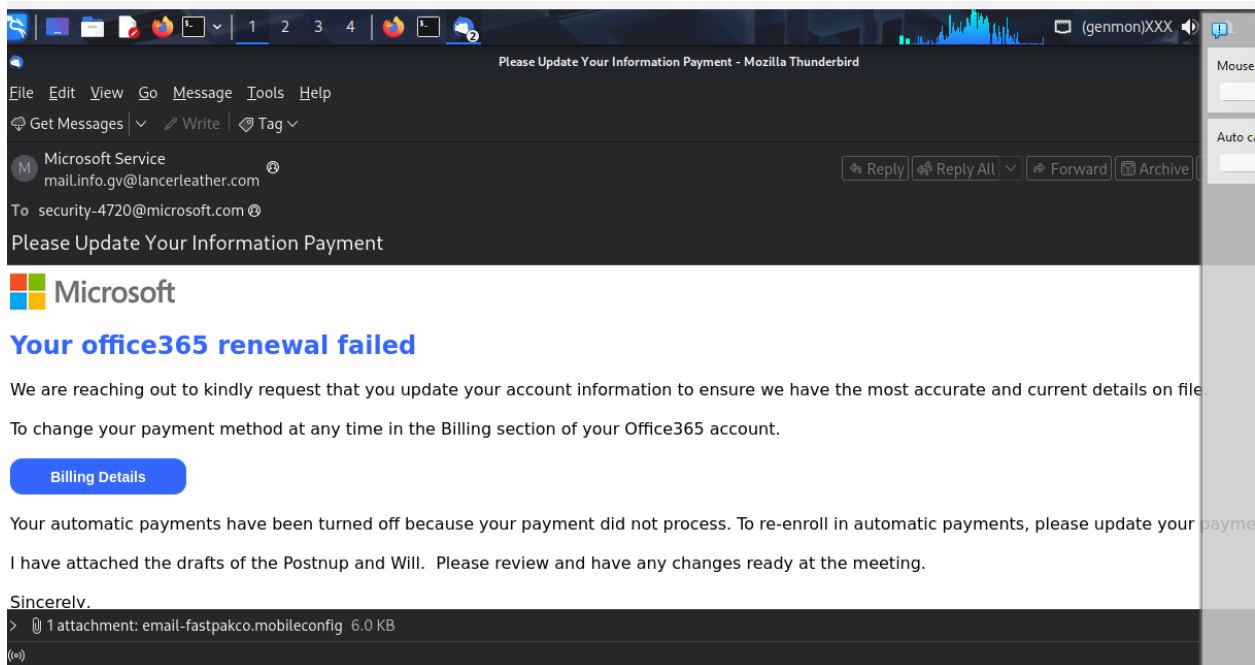 1 2 3 4 2 (genmon)XXX
Please Update Your Information Payment - Mozilla Thunderbird
Mouse
File Edit View Go Message Tools Help
Get Messages Write Tag
Auto ca
M Microsoft Service
mail.info.gv@lancerleather.com
Reply Reply All Forward Archive
To security-4720@microsoft.com
Please Update Your Information Payment
Microsoft
Your office365 renewal failed
We are reaching out to kindly request that you update your account information to ensure we have the most accurate and current details on file.
To change your payment method at any time in the Billing section of your Office365 account.
Billing Details
Your automatic payments have been turned off because your payment did not process. To re-enroll in automatic payments, please update your payme
I have attached the drafts of the Postnup and Will. Please review and have any changes ready at the meeting.
Sincerely,
1 attachment: email-fastpakco.mobileconfig 6.0 KB